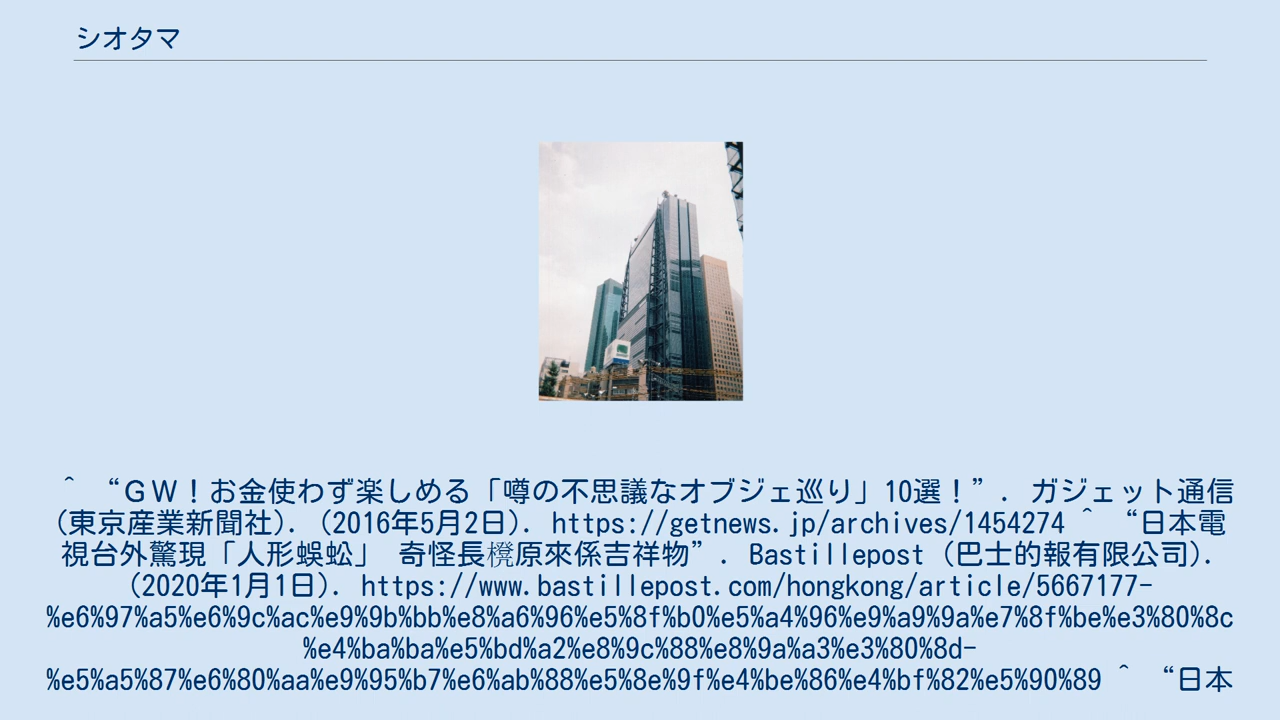 シオタマ
^ “ＧＷ！お金使わず楽しめる「噂の不思議なオブジェ巡り」10選！”. ガジェット通信
(東京産業新聞社). (2016年5月2日). https://getnews.jp/archives/1454274 ^ “日本電
視台外驚現「人形蜈蚣」 奇怪長櫈原來係吉祥物”. Bastillepost (巴士的報有限公司).
(2020年1月1日). https://www.bastillepost.com/hongkong/article/5667177-
%e6%97%a5%e6%9c%ac%e9%9b%bb%e8%a6%96%e5%8f%b0%e5%a4%96%e9%a9%9a%e7%8f%be%e3%80%8c
%e4%ba%ba%e5%bd%a2%e8%9c%88%e8%9a%a3%e3%80%8d-
%e5%a5%87%e6%80%aa%e9%95%b7%e6%ab%88%e5%8e%9f%e4%be%86%e4%bf%82%e5%90%89 ^ “日本